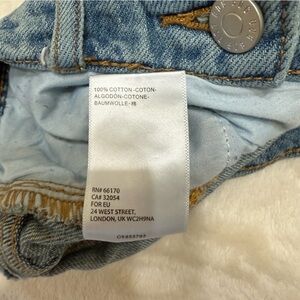 100% COTTON-COTON-
ALGODÓN-COTONE-
BAUMWOLLE-棉
RN# 66170
CA# 32054
FOR EU
24 WEST STREET,
LONDON, UK WC2H9NA